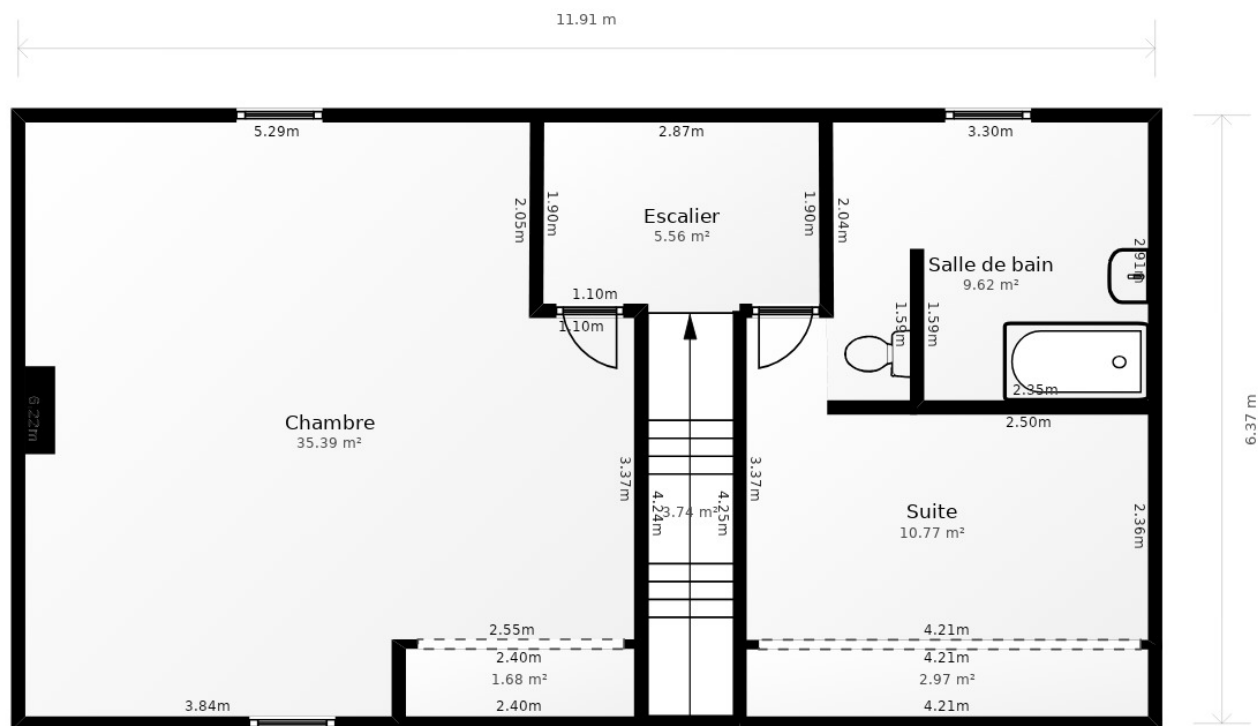 11.91 m
5.29m
2.87m
3.30m
2.05m
1.90m
1.90m
2.04m
Escalier
5.56 m²
Salle de bain
9.62 m²
2.91m
1.10m
1.10m
1.59m
1.59m
2.35m
2.50m
6.22m
6.37 m
Chambre
35.39 m²
3.37m
4.24m
3.74 m²
4.25m
3.37m
Suite
10.77 m²
2.36m
2.55m
2.40m
1.68 m²
2.40m
4.21m
4.21m
2.97 m²
4.21m
3.84m